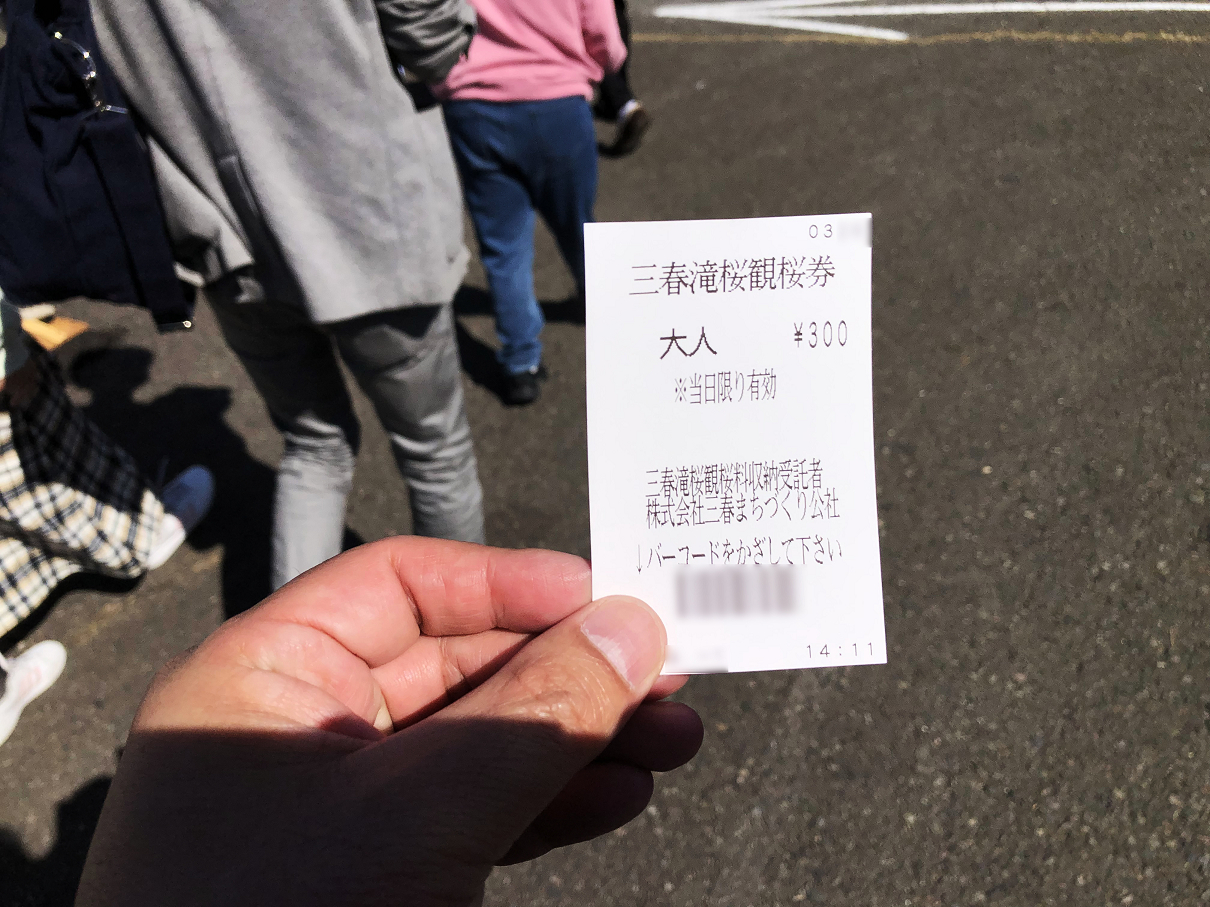 03
三春滝桜観桜券
大人 ¥300
※当日限り有効
三春滝桜観桜料収納受託者
株式会社三春まちづくり公社
↓バーコードをかざして下さい
14:11